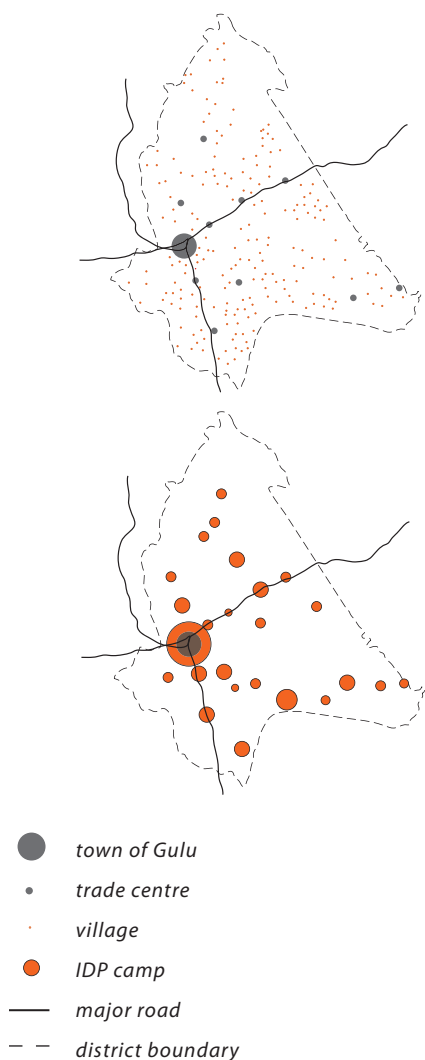 town of Gulu
trade centre
village
IDP camp
major road
district boundary